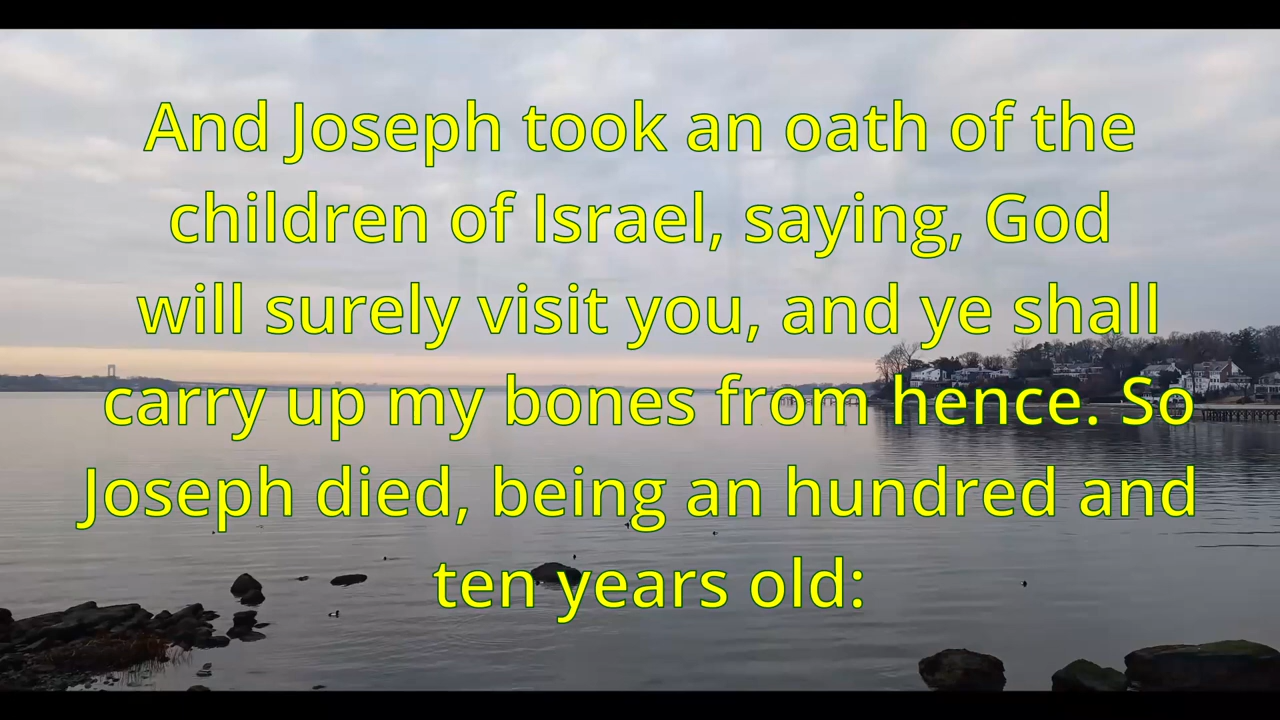 And Joseph took an oath of the
children of Israel, saying, God
will surely visit you, and ye shall
carry up my bones from hence. So
Joseph died, being an hundred and
ten years old: